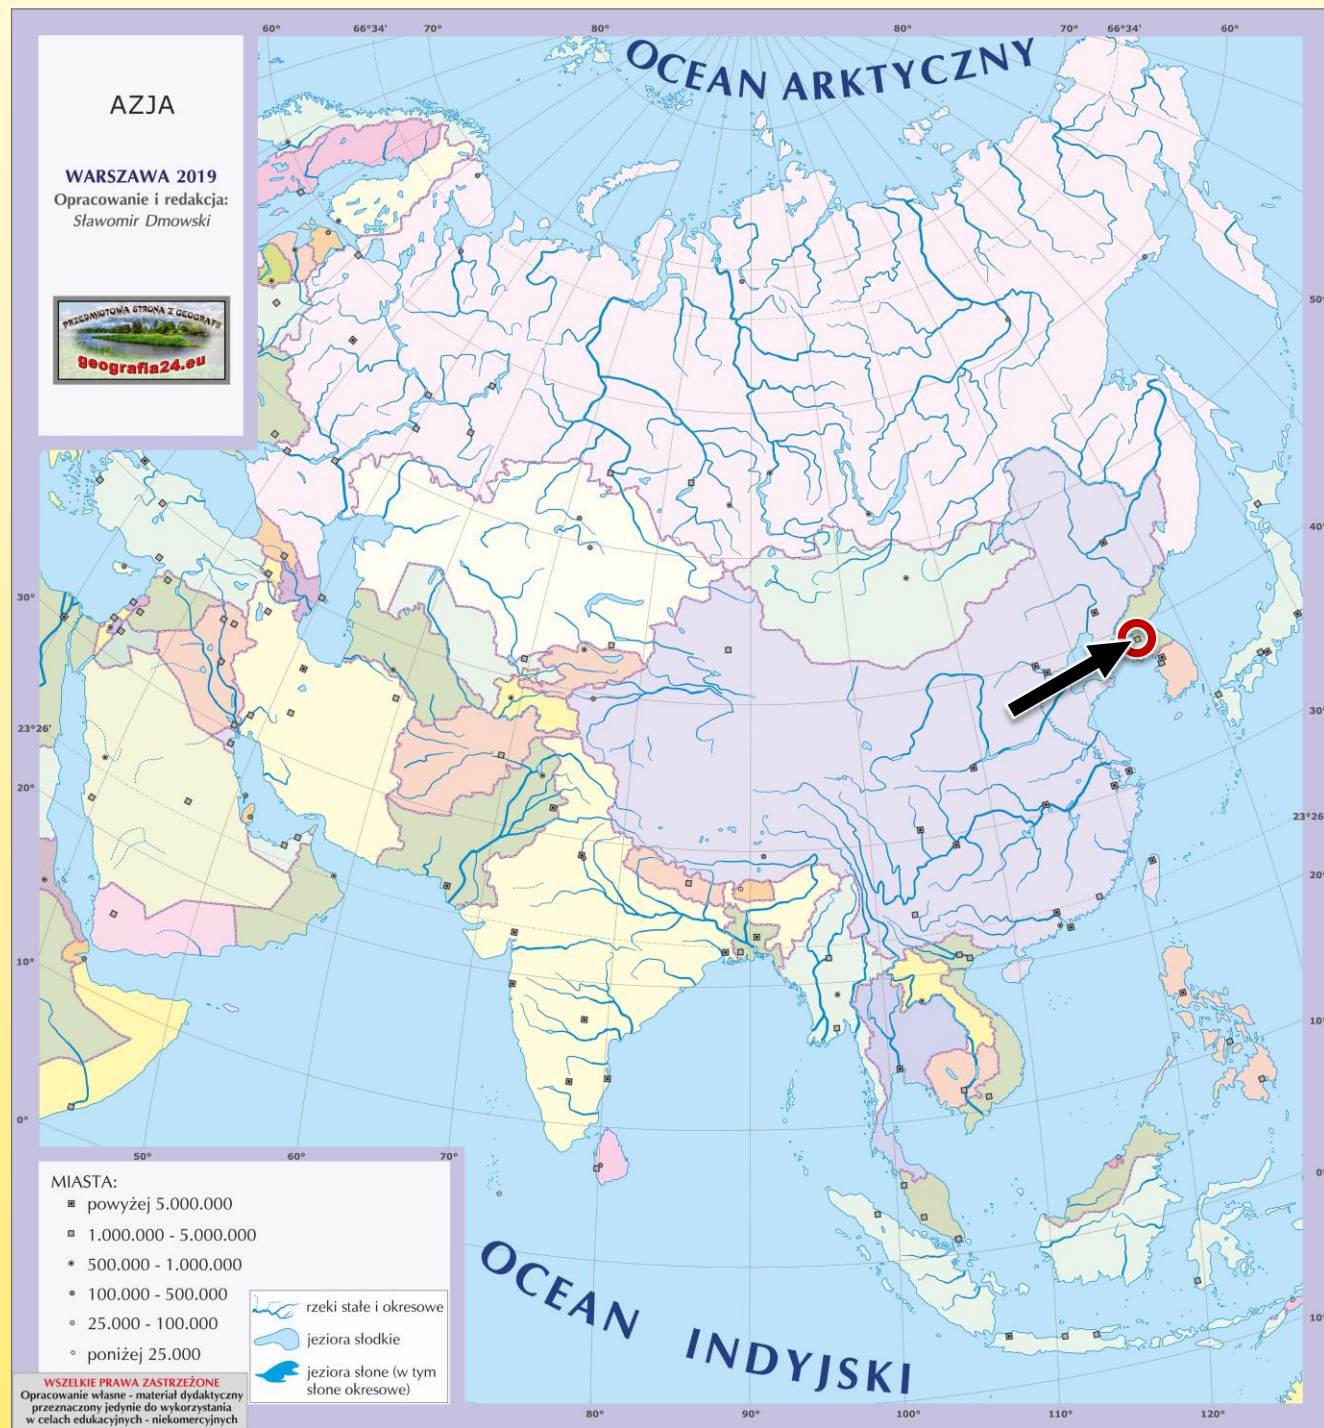 60° 66°34' 70° 80° 80° 70° 66°34' 60°
OCEAN ARKTYCZNY
AZJA
WARSZAWA 2019
Opracowanie i redakcja:
Sławomir Dmowski
PRZEDMIOTOWA STRONA Z GEOGRAFII
geografia24.eu
50°
40°
30°
30°
23°26'
20°
23°26'
20°
10°
10°
0°
0°
10°
50° 60° 70°
MIASTA:
powyżej 5.000.000
1.000.000 - 5.000.000
500.000 - 1.000.000
100.000 - 500.000
25.000 - 100.000
poniżej 25.000
rzeki stałe i okresowe
jeziora słodkie
jeziora słone (w tym
słone okresowe)
OCEAN INDYJSKI
WSZELKIE PRAWA ZASTRZEŻONE
Opracowanie własne - materiał dydaktyczny
przeznaczony jedynie do wykorzystania
w celach edukacyjnych - niekomercyjnych
80° 90° 100° 110° 120°